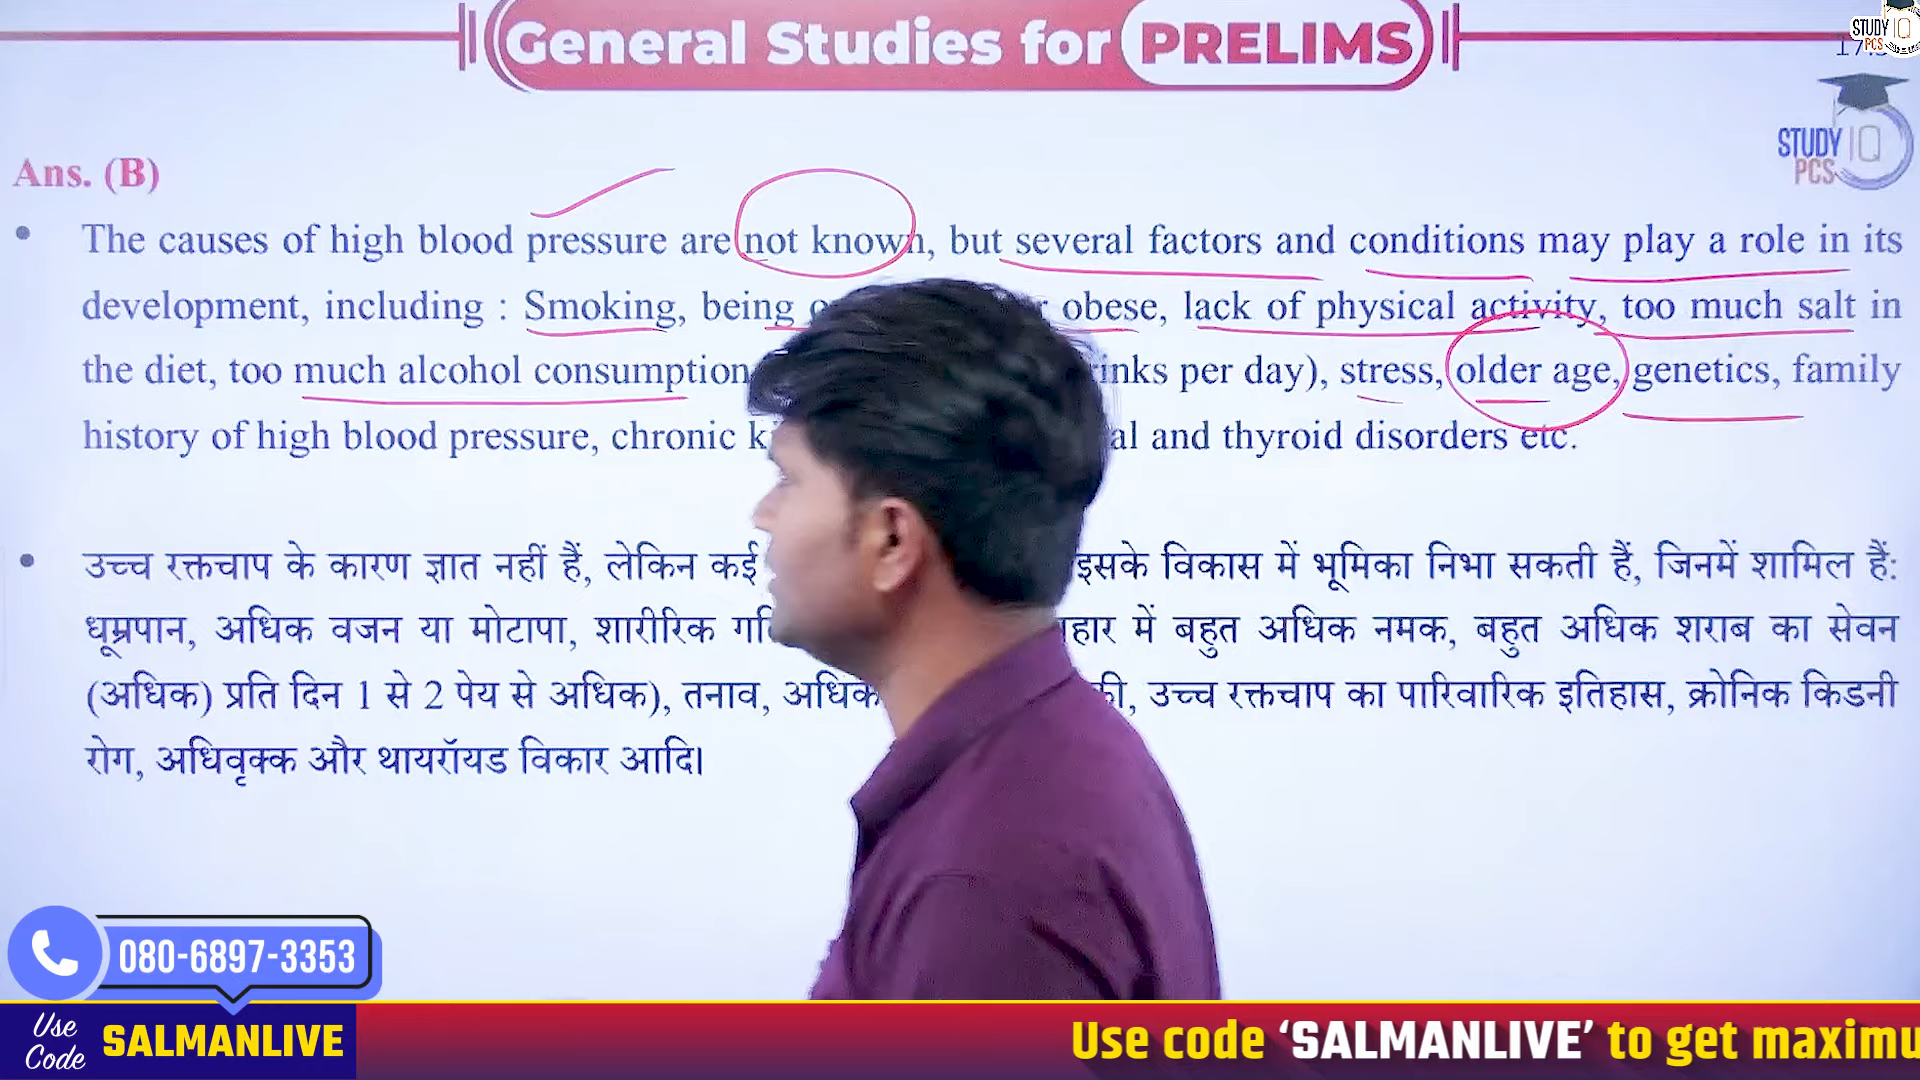 General Studies for PRELIMS
STUDY IQ
PCS
STUDY IQ
PCS
Ans. (B)
• The causes of high blood pressure are not known, but several factors and conditions may play a role in its
development, including : Smoking, being obese, lack of physical activity, too much salt in
the diet, too much alcohol consumption per day), stress, older age, genetics, family
history of high blood pressure, chronic and thyroid disorders etc.
• उच्च रक्तचाप के कारण ज्ञात नहीं हैं, लेकिन कई इसके विकास में भूमिका निभा सकती हैं, जिनमें शामिल हैं:
धूम्रपान, अधिक वजन या मोटापा, शारीरिक में बहुत अधिक नमक, बहुत अधिक शराब का सेवन
(अधिक) प्रति दिन 1 से 2 पेय से अधिक), तनाव, अधिक उच्च रक्तचाप का पारिवारिक इतिहास, क्रोनिक किडनी
रोग, अधिवृक्क और थायरॉयड विकार आदि।
080-6897-3353
Use Code SALMANLIVE
Use code ‘SALMANLIVE’ to get